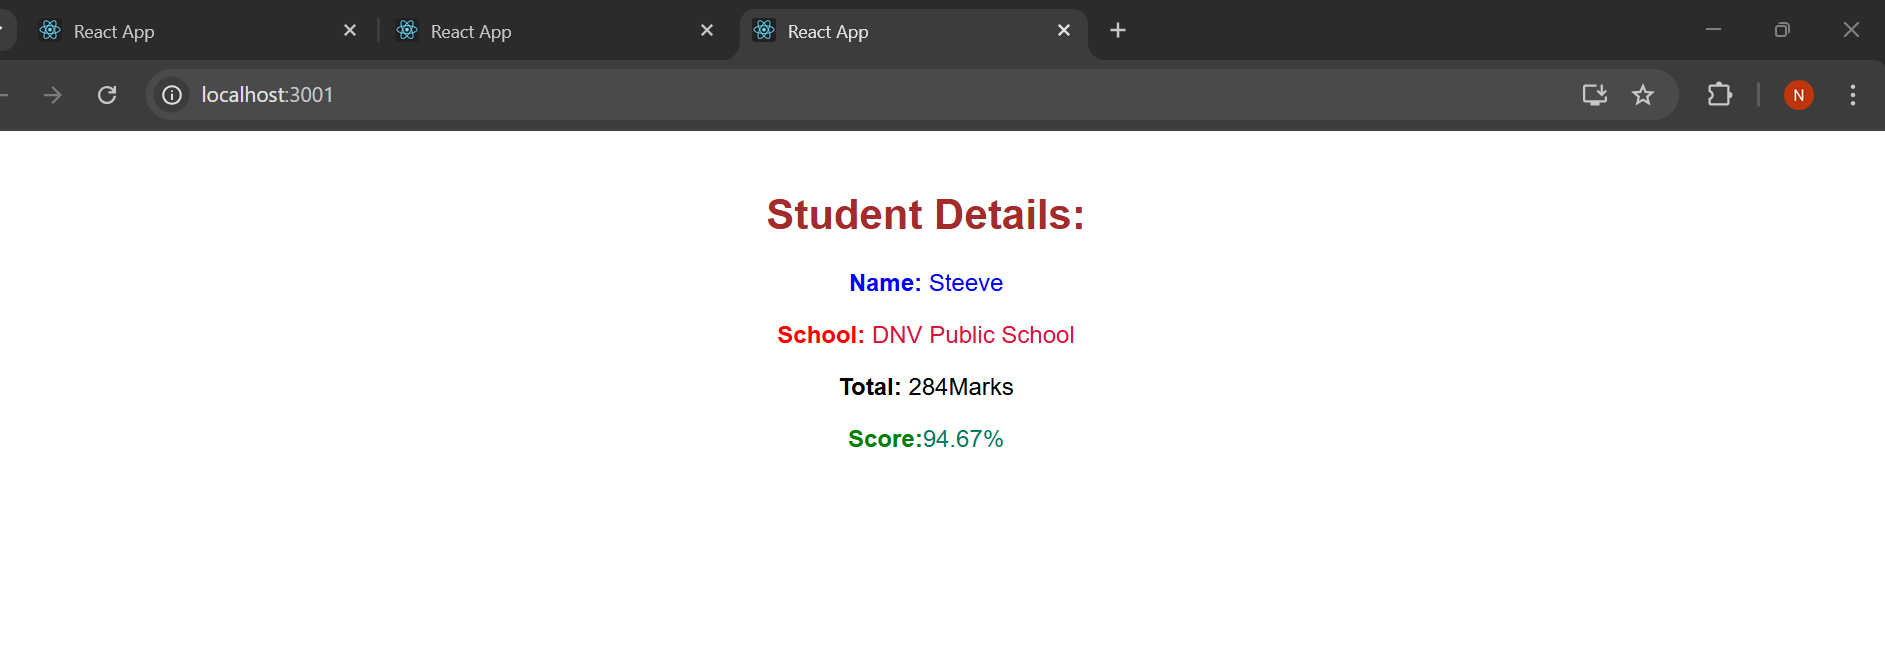 React App
React App
React App
localhost:3001
N
Student Details:
Name: Steeve
School: DNV Public School
Total: 284Marks
Score:94.67%